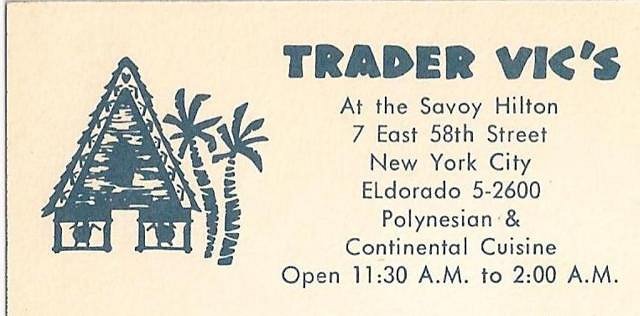 TRADER VIC'S
At the Savoy Hilton
7 East 58th Street
New York City
ELdorado 5-2600
Polynesian &
Continental Cuisine
Open 11:30 A.M. to 2:00 A.M.